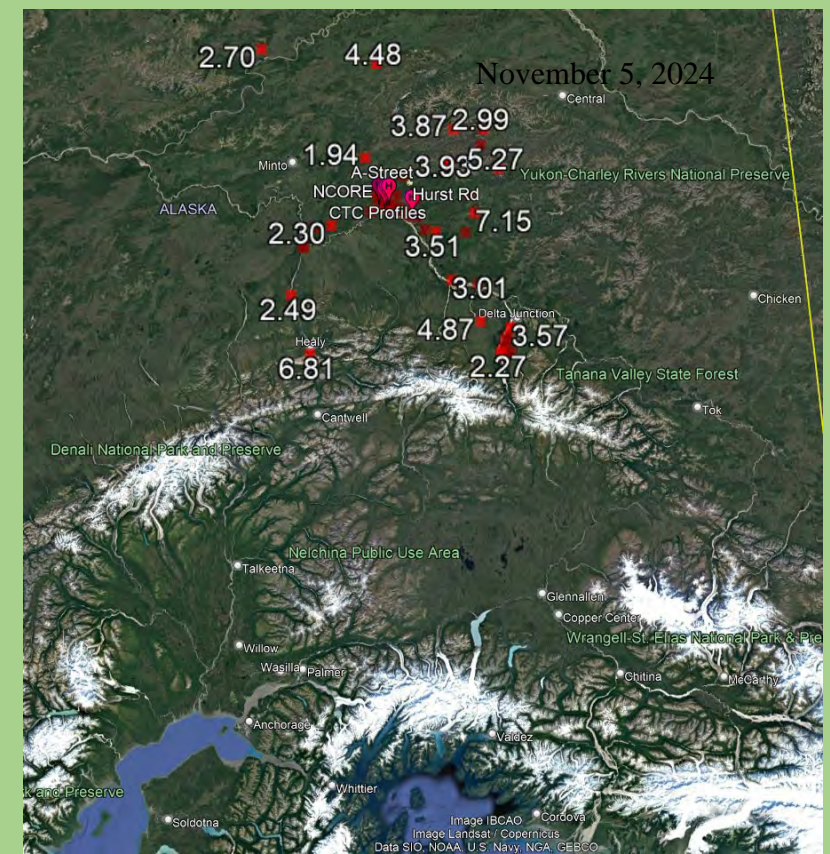 2.70
4.48
November 5, 2024
Central
3.87
2.99
Minto
1.94
3.93
5.27
A-Street
Yukon-Charley Rivers National Preserve
NCORE
Hurst Rd
ALASKA
CTC Profiles
7.15
2.30
3.51
3.01
Chicken
2.49
Delta Junction
4.87
3.57
Healy
6.81
2.27
Tanana Valley State Forest
Tok
Cantwell
Denali National Park and Preserve
Nelchina Public Use Area
Talkeetna
Glennallen
Copper Center
Wrangell-St. Elias National Park & Pre
Willow
Wasilla
Palmer
Chitina
McCarthy
Anchorage
Valdez
k and Preserve
Whittier
Soldotna
Cordova
Image IBCAO
Image Landsat / Copernicus
Data SIO, NOAA, U.S. Navy, NGA, GEBCO